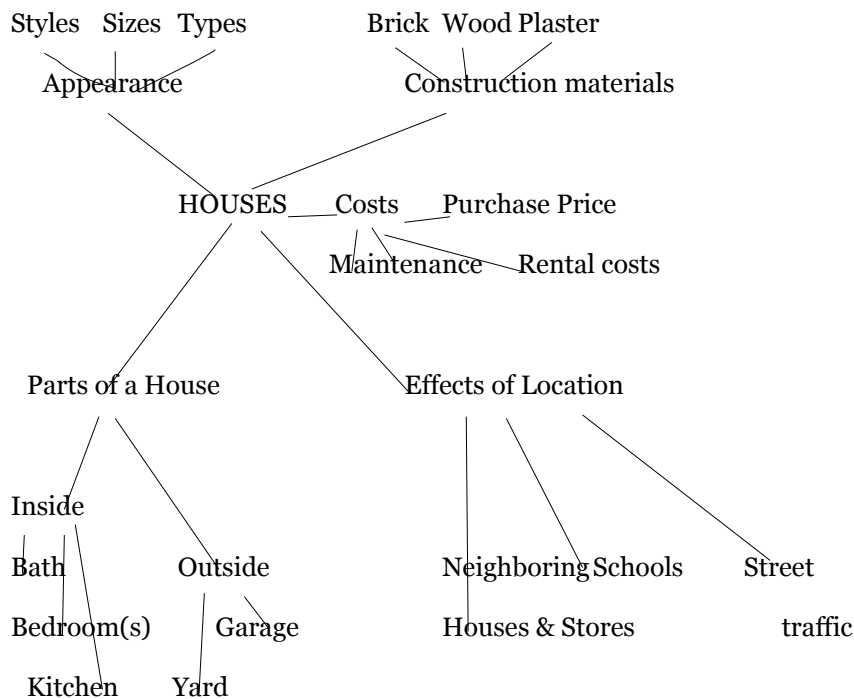 Styles Sizes Types Brick Wood Plaster
Appearance Construction materials
HOUSES Costs Purchase Price
Maintenance Rental costs
Parts of a House Effects of Location
Inside
Bath Outside Neighboring Schools Street
Bedroom(s) Garage Houses & Stores traffic
Kitchen Yard